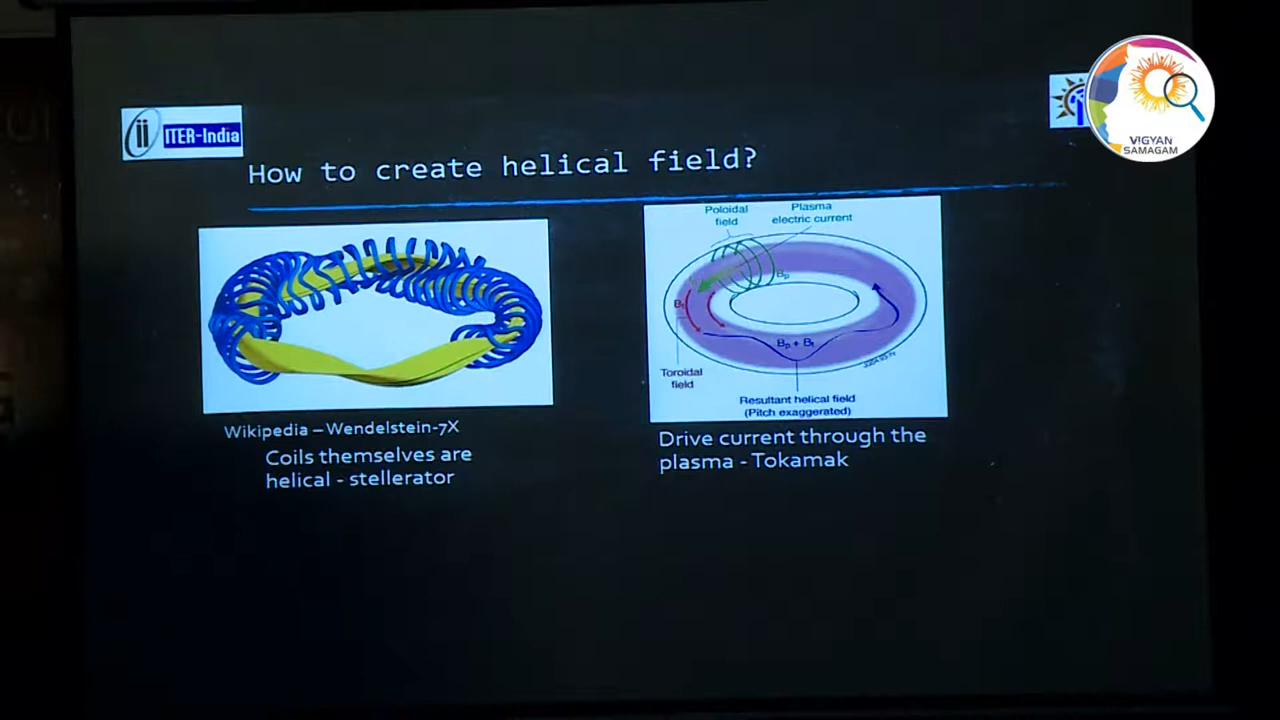 ITER-India
VIGYAN
SAMAGAM
How to create helical field?
Poloidal
field
Plasma
electric current
Bp
Bt
Bp + Bt
Toroidal
field
Resultant helical field
(Pitch exaggerated)
Wikipedia – Wendelstein-7X
Coils themselves are
helical - stellerator
Drive current through the
plasma - Tokamak